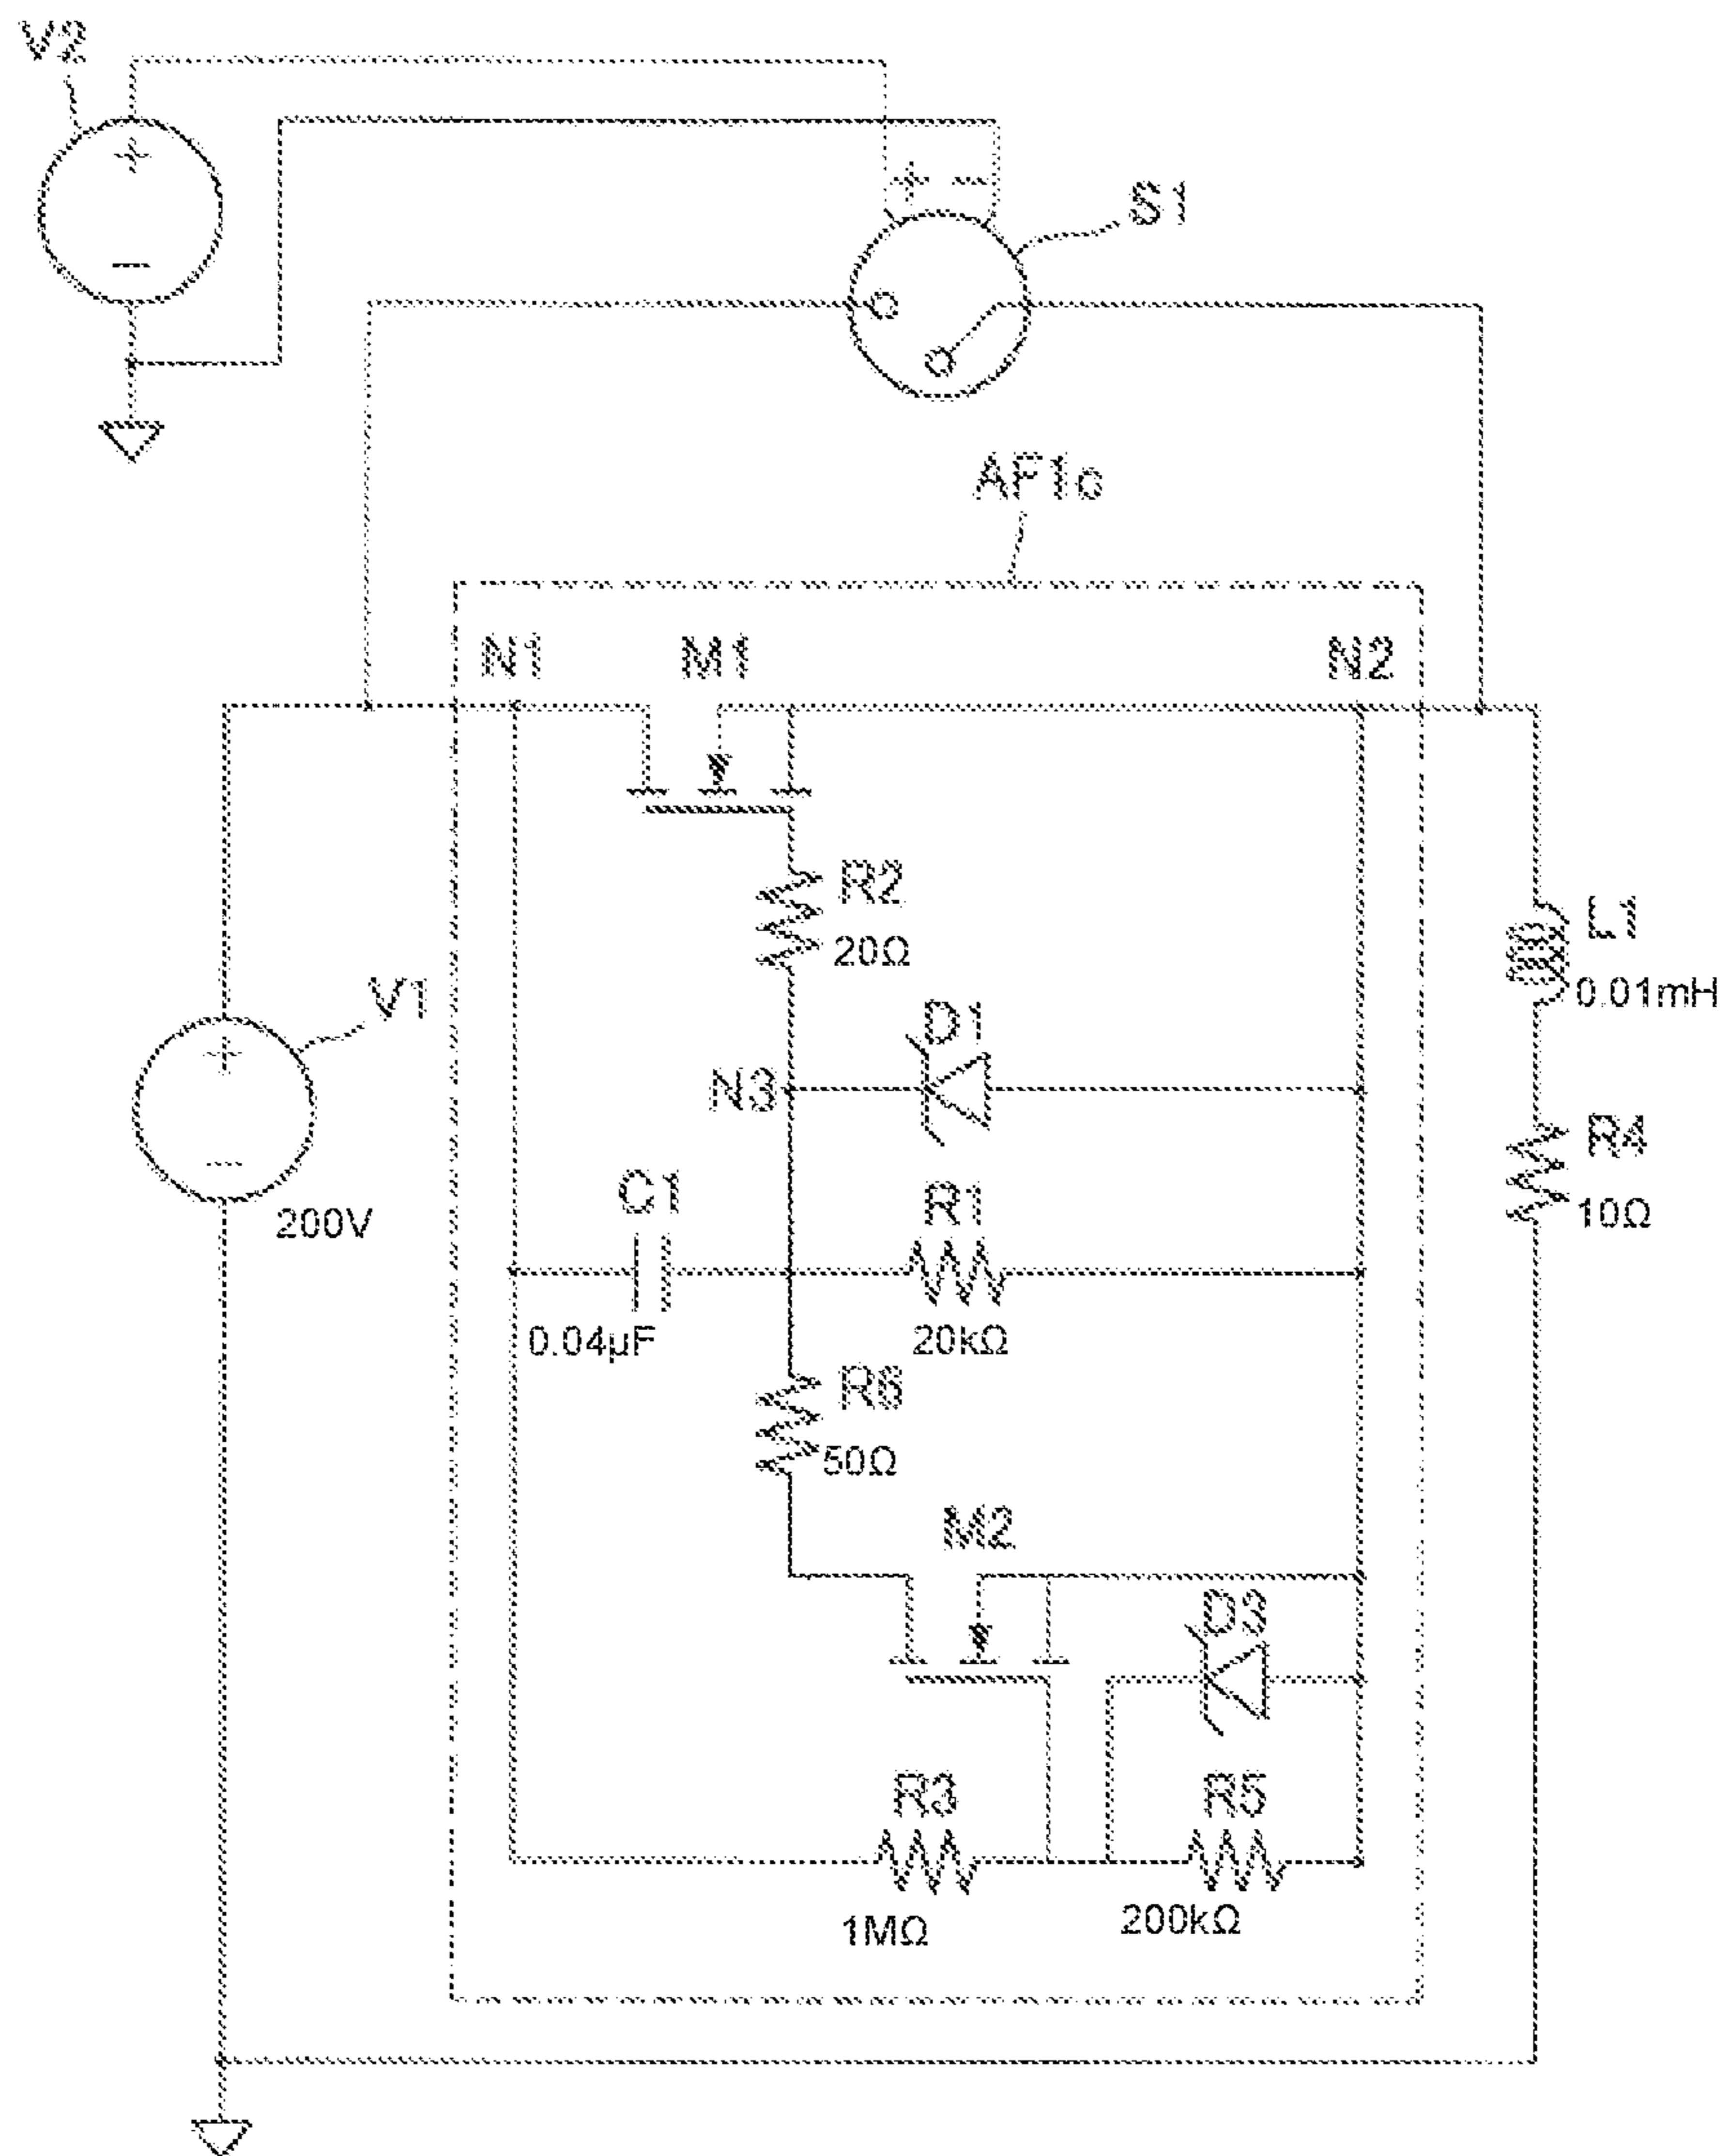 V2
+
−
+ −
S1
AF1c
N1
M1
N2
R2
20Ω
L1
0.01mH
V1
+
−
200V
D1
N3
R4
10Ω
C1
0.04μF
R1
20kΩ
R6
50Ω
M2
D3
R3
1MΩ
R5
200kΩ